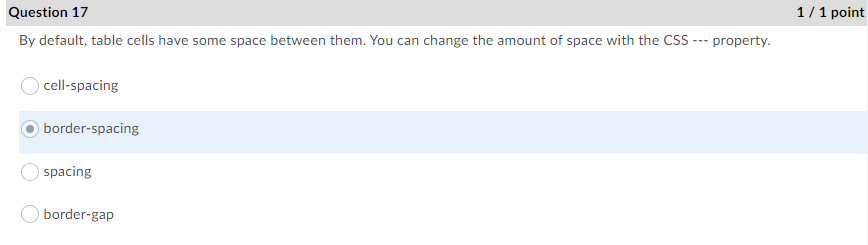 Question 17 1 / 1 point
By default, table cells have some space between them. You can change the amount of space with the CSS --- property.
cell-spacing
border-spacing
spacing
border-gap